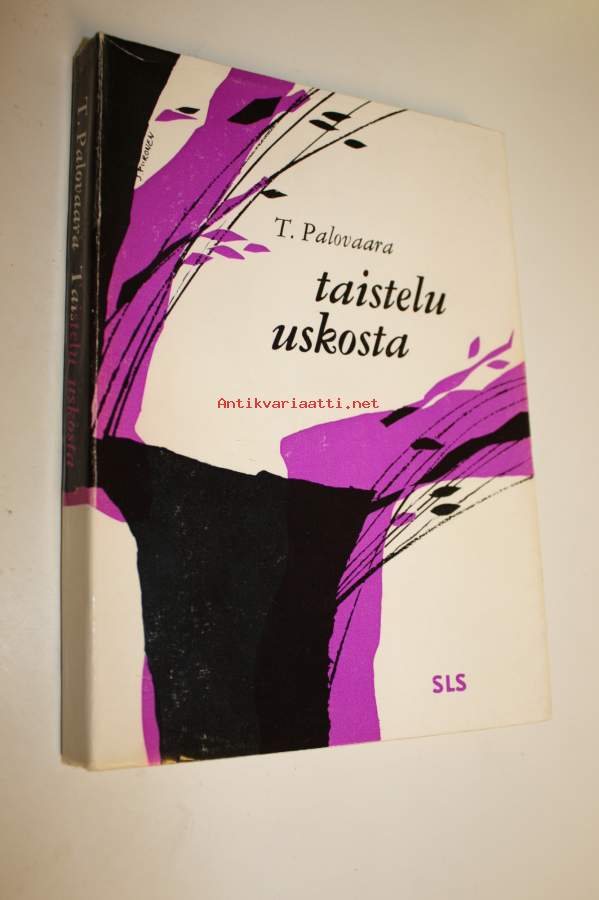 T. Palovaara
taistelu
uskosta
Antikvariaatti.net
SLS
T. Palovaara Taistelu uskosta